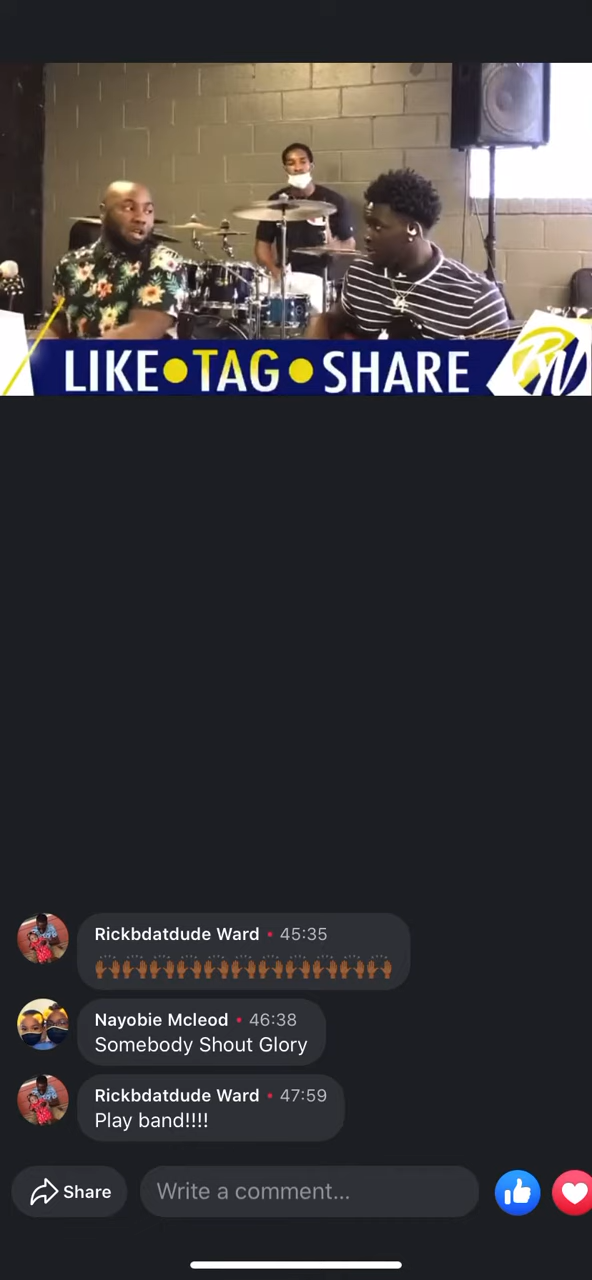 LIKE•TAG•SHARE
RW
Rickbdatdude Ward • 45:35
🙌🏾🙌🏾🙌🏾🙌🏾🙌🏾🙌🏾🙌🏾🙌🏾🙌🏾🙌🏾🙌🏾
Nayobie Mcleod • 46:38
Somebody Shout Glory
Rickbdatdude Ward • 47:59
Play band!!!!
Share
Write a comment...